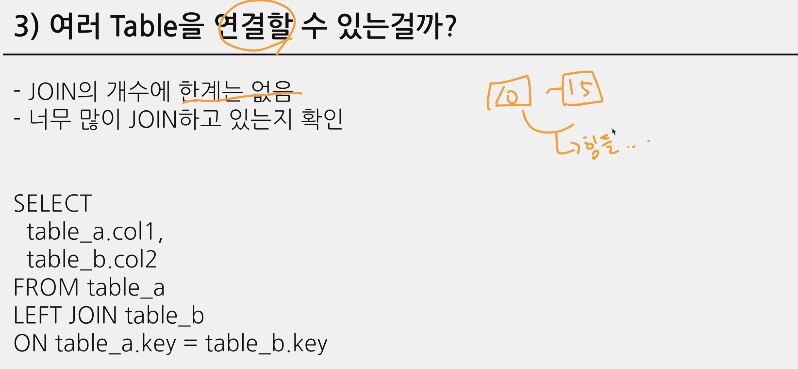 3) 여러 Table을 연결할 수 있는걸까?
- JOIN의 개수에 한계는 없음
- 너무 많이 JOIN하고 있는지 확인
10 ~ 15
힘듦...
SELECT
table_a.col1,
table_b.col2
FROM table_a
LEFT JOIN table_b
ON table_a.key = table_b.key